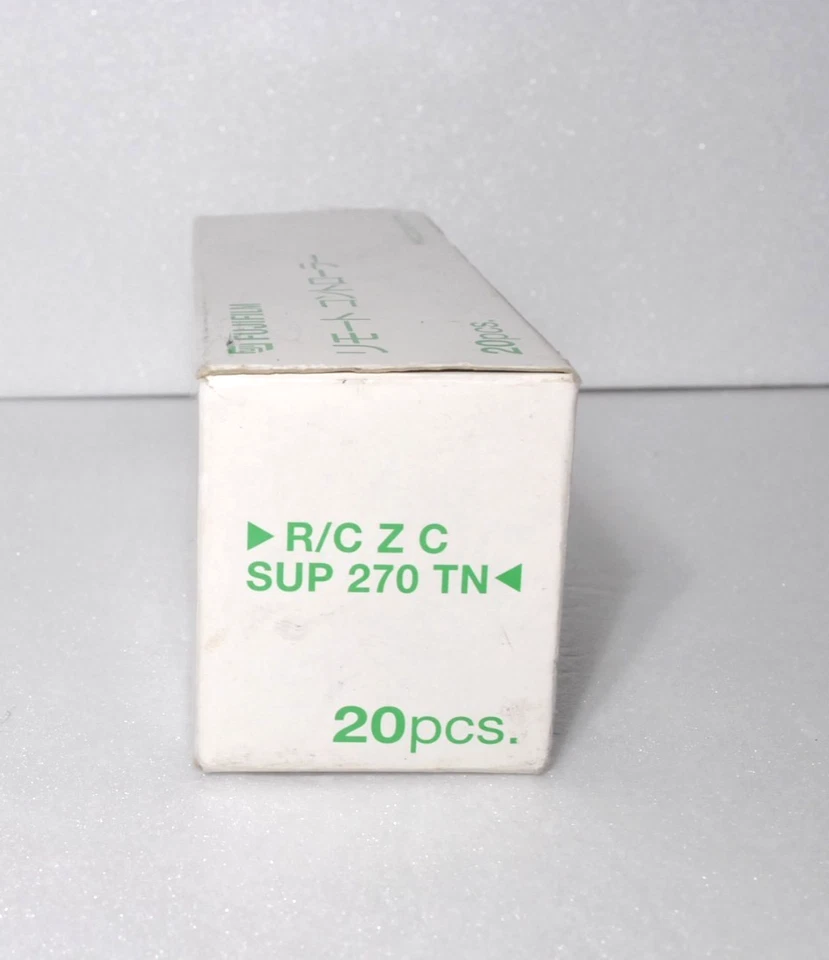 FUJIFILM
リモート コントローラー
20pcs.
▶ R/C Z C
SUP 270 TN◀
20pcs.